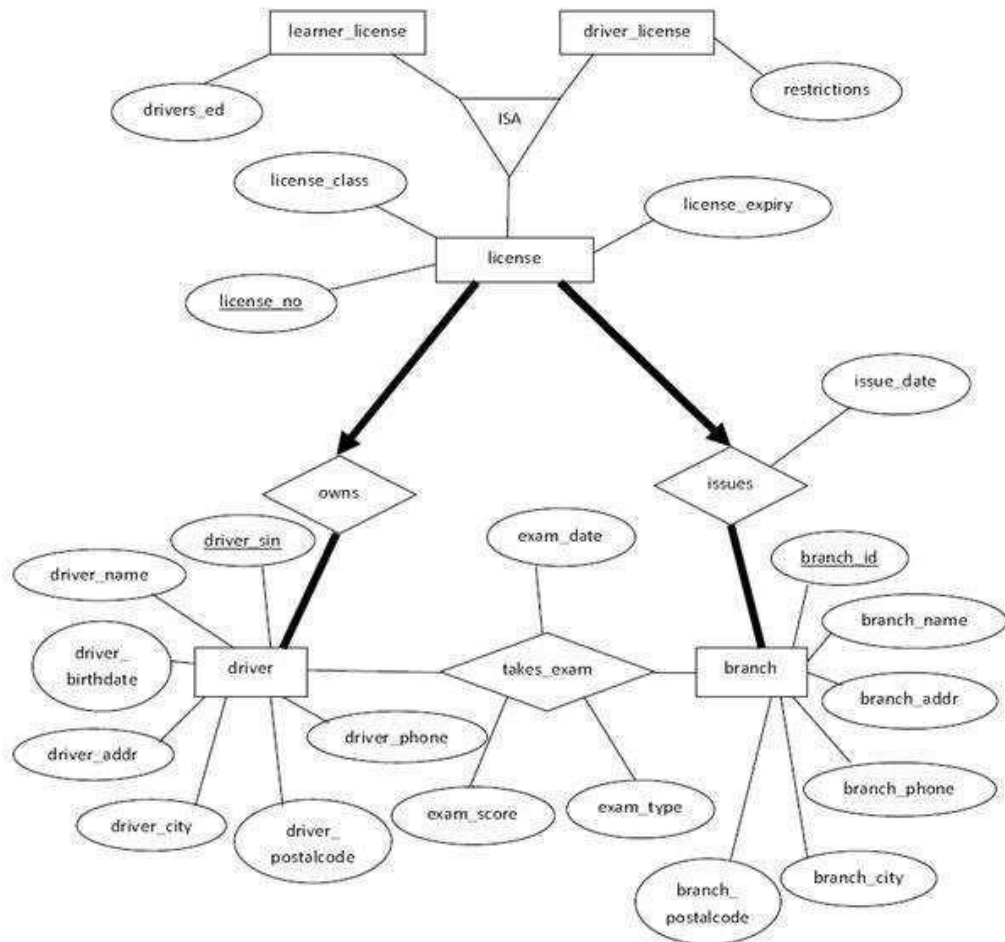 learner_license
driver_license
drivers_ed
restrictions
ISA
license_class
license_expiry
license
license_no
issue_date
owns
issues
driver_sin
exam_date
branch_id
driver_name
branch_name
driver_
birthdate
driver
takes_exam
branch
branch_addr
driver_addr
driver_phone
branch_phone
driver_city
driver_
postalcode
exam_score
exam_type
branch_
postalcode
branch_city